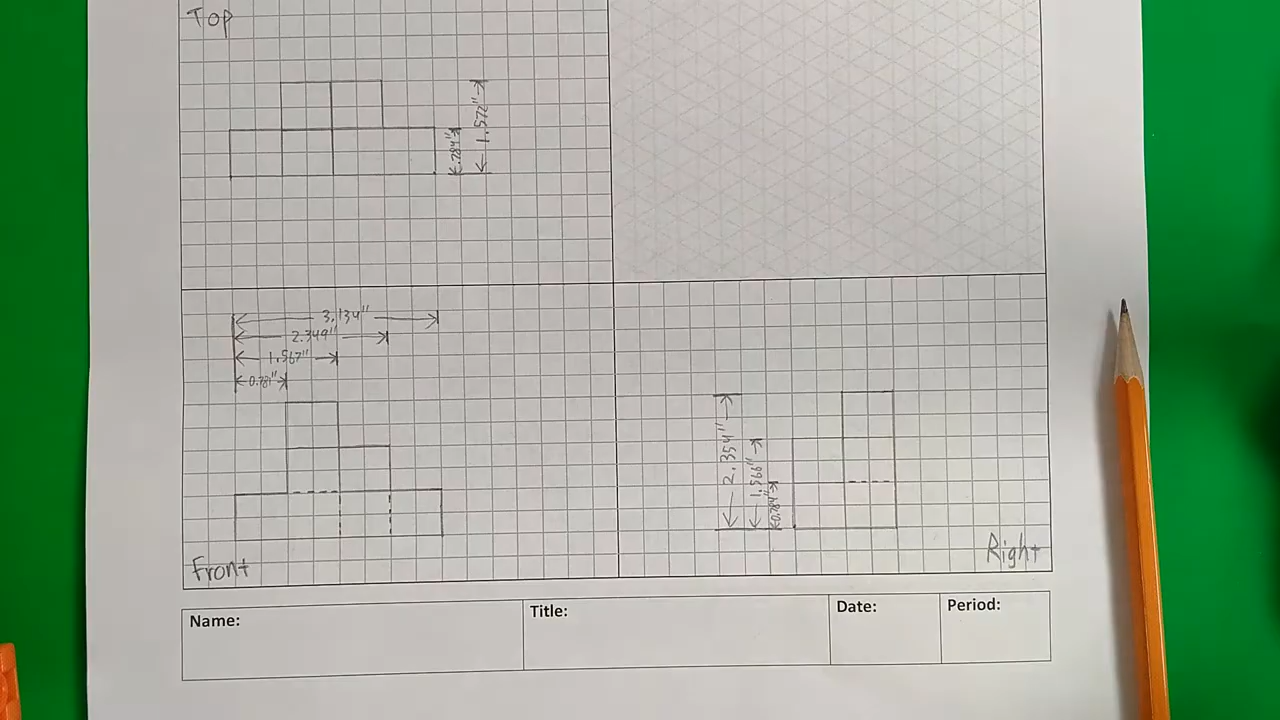 Top
1.572"
.784"
3.134"
2.349"
1.567"
0.781"
2.354"
1.566"
0.784"
Front
Right
Name:
Title:
Date:
Period: